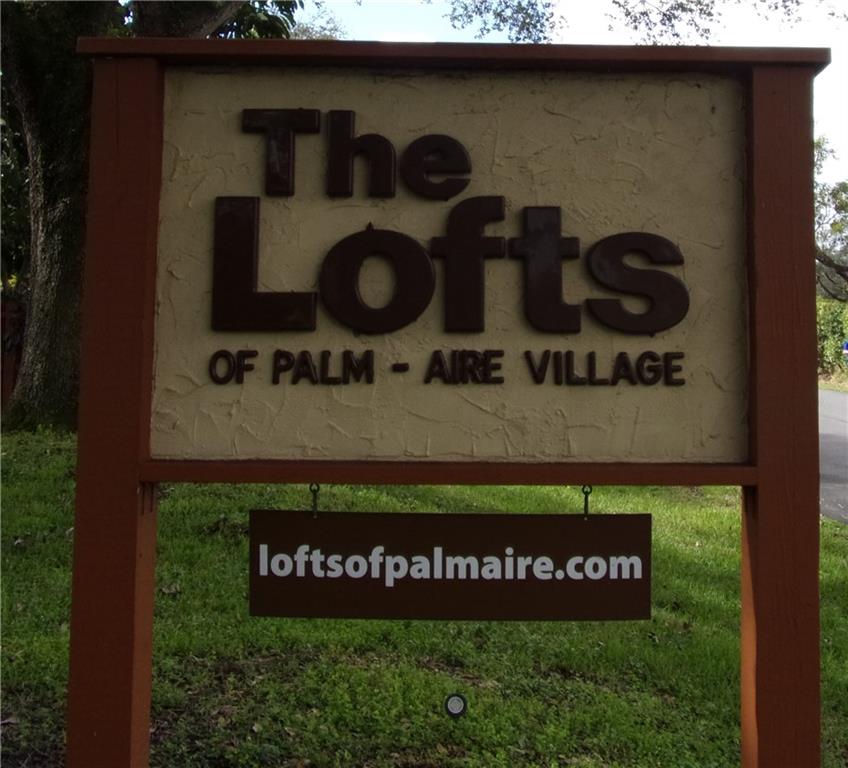 The
Lofts
OF PALM - AIRE VILLAGE
loftsofpalmaire.com